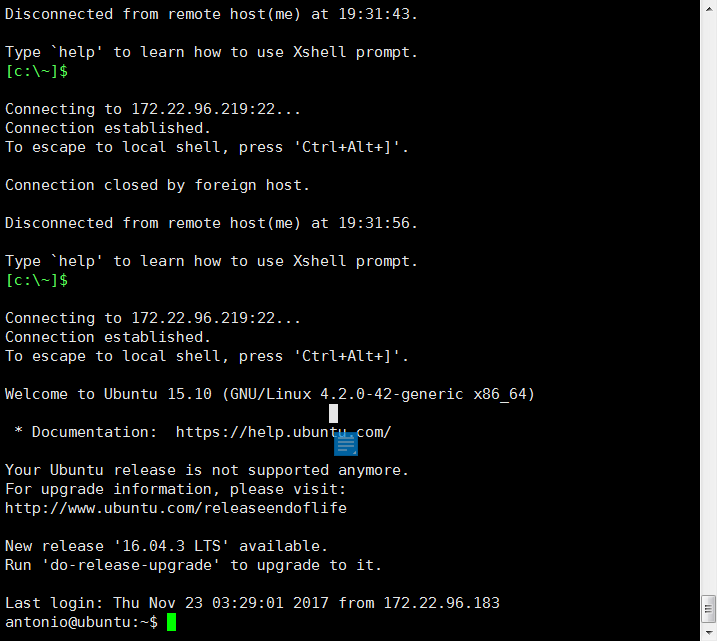 Disconnected from remote host(me) at 19:31:43.
Type `help' to learn how to use Xshell prompt.
[c:\~]$
Connecting to 172.22.96.219:22...
Connection established.
To escape to local shell, press 'Ctrl+Alt+]'.
Connection closed by foreign host.
Disconnected from remote host(me) at 19:31:56.
Type `help' to learn how to use Xshell prompt.
[c:\~]$
Connecting to 172.22.96.219:22...
Connection established.
To escape to local shell, press 'Ctrl+Alt+]'.
Welcome to Ubuntu 15.10 (GNU/Linux 4.2.0-42-generic x86_64)
* Documentation:  https://help.ubuntu.com/
Your Ubuntu release is not supported anymore.
For upgrade information, please visit:
http://www.ubuntu.com/releaseendoflife
New release '16.04.3 LTS' available.
Run 'do-release-upgrade' to upgrade to it.
Last login: Thu Nov 23 03:29:01 2017 from 172.22.96.183
antonio@ubuntu:~$